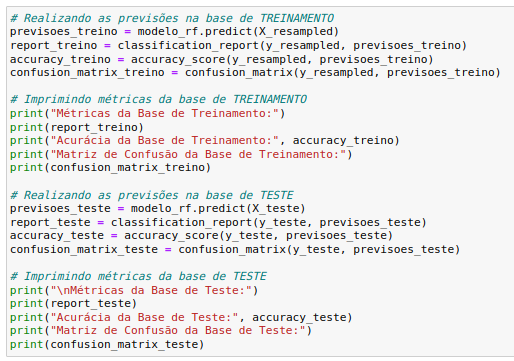 # Realizando as previsões na base de TREINAMENTO
previsoes_treino = modelo_rf.predict(X_resampled)
report_treino = classification_report(y_resampled, previsoes_treino)
accuracy_treino = accuracy_score(y_resampled, previsoes_treino)
confusion_matrix_treino = confusion_matrix(y_resampled, previsoes_treino)

# Imprimindo métricas da base de TREINAMENTO
print("Métricas da Base de Treinamento:")
print(report_treino)
print("Acurácia da Base de Treinamento:", accuracy_treino)
print("Matriz de Confusão da Base de Treinamento:")
print(confusion_matrix_treino)

# Realizando as previsões na base de TESTE
previsoes_teste = modelo_rf.predict(X_teste)
report_teste = classification_report(y_teste, previsoes_teste)
accuracy_teste = accuracy_score(y_teste, previsoes_teste)
confusion_matrix_teste = confusion_matrix(y_teste, previsoes_teste)

# Imprimindo métricas da base de TESTE
print("\nMétricas da Base de Teste:")
print(report_teste)
print("Acurácia da Base de Teste:", accuracy_teste)
print("Matriz de Confusão da Base de Teste:")
print(confusion_matrix_teste)